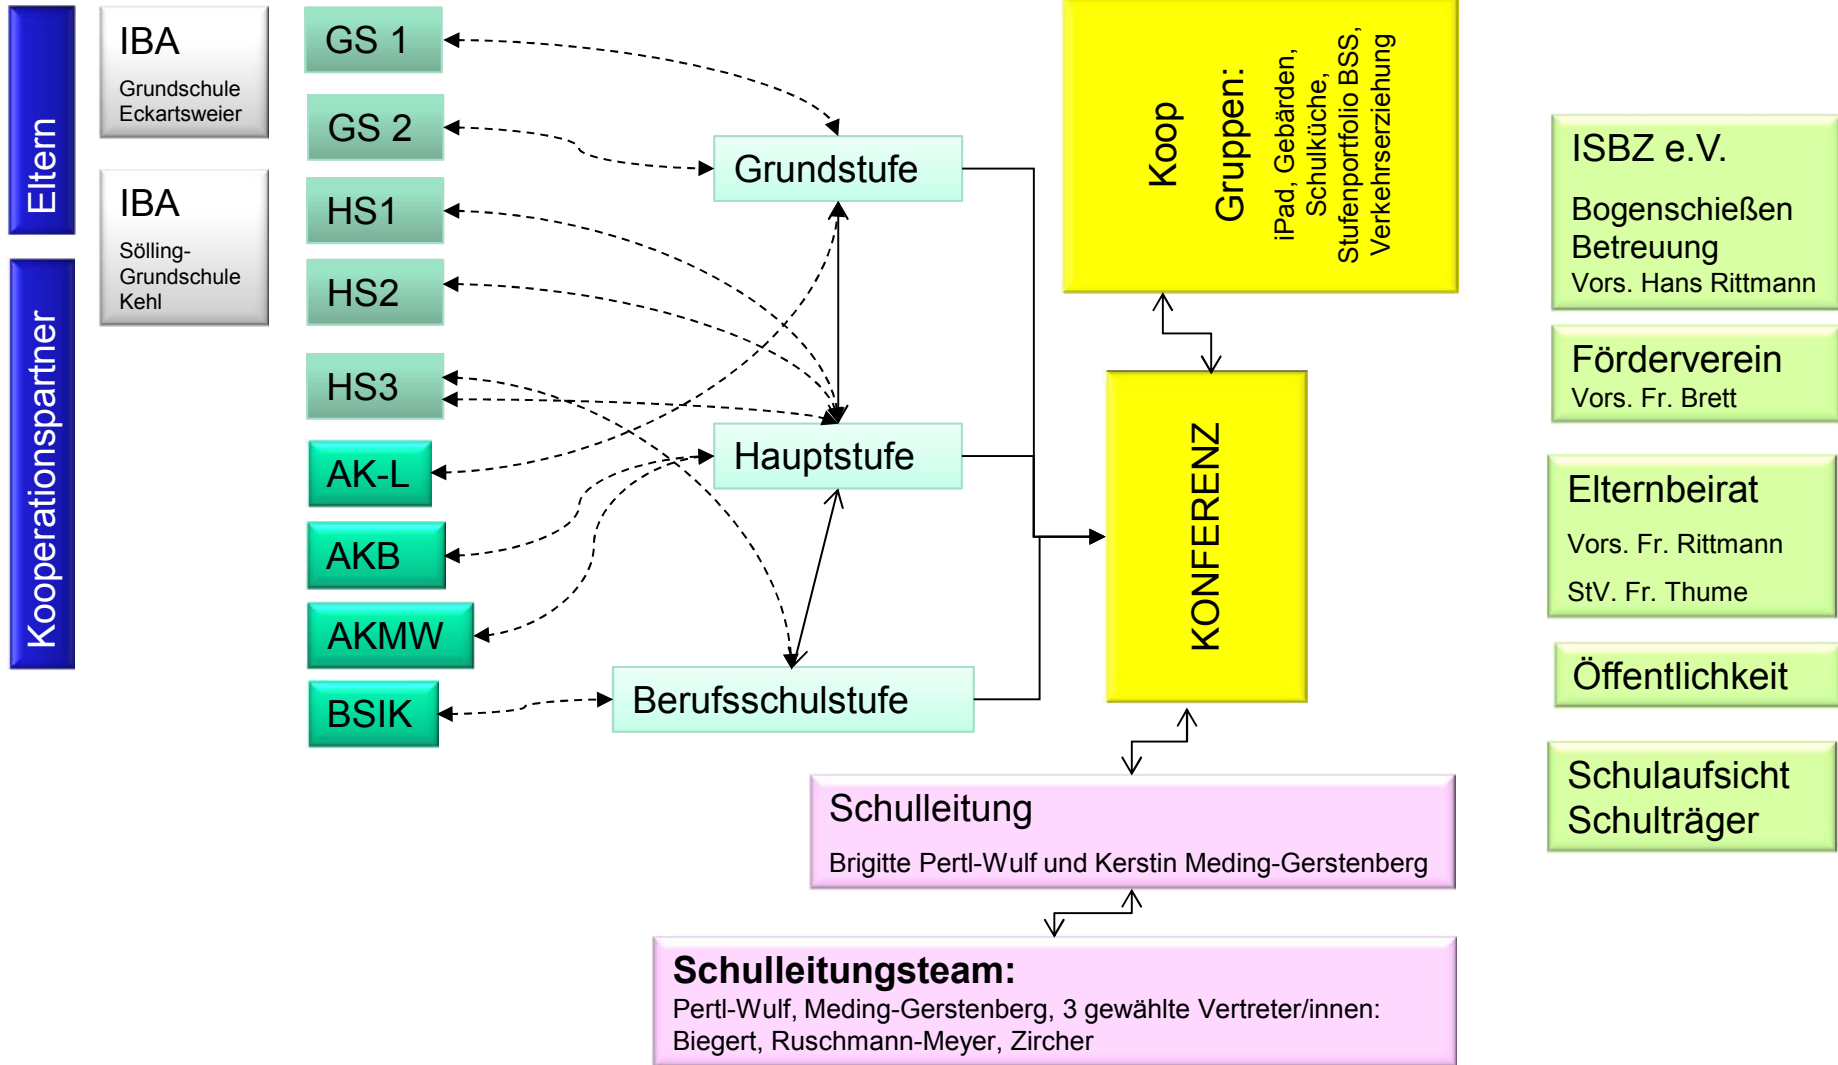 Eltern
Kooperationspartner
IBA
Grundschule
Eckartsweier
IBA
Sölling-
Grundschule
Kehl
GS 1
GS 2
HS1
HS2
HS3
AK-L
AKB
AKMW
BSIK
Grundstufe
Hauptstufe
Berufsschulstufe
Koop
Gruppen:
iPad, Gebärden,
Schulküche,
Stufenportfolio BSS,
Verkehrserziehung
KONFERENZ
Schulleitung
Brigitte Pertl-Wulf und Kerstin Meding-Gerstenberg
Schulleitungsteam:
Pertl-Wulf, Meding-Gerstenberg, 3 gewählte Vertreter/innen:
Biegert, Ruschmann-Meyer, Zircher
ISBZ e.V.
Bogenschießen
Betreuung
Vors. Hans Rittmann
Förderverein
Vors. Fr. Brett
Elternbeirat
Vors. Fr. Rittmann
StV. Fr. Thume
Öffentlichkeit
Schulaufsicht
Schulträger